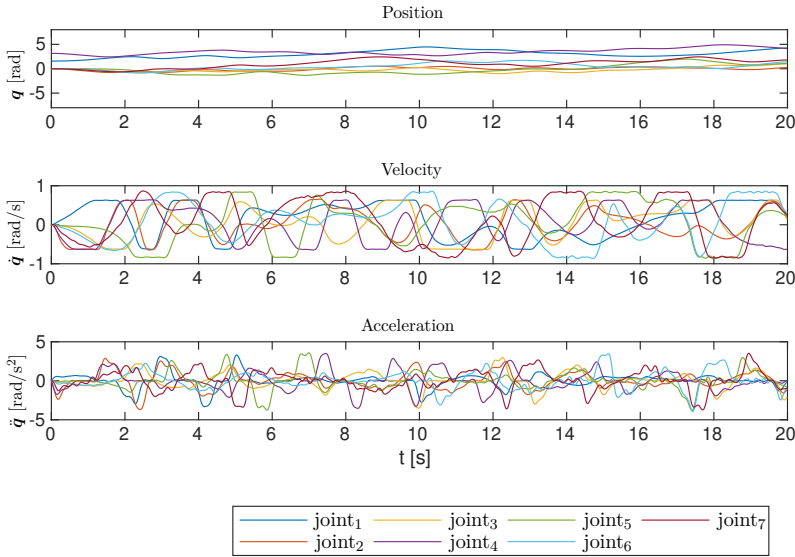 Position
q [rad]
5
0
-5
0 2 4 6 8 10 12 14 16 18 20
Velocity
q̇ [rad/s]
1
0
-1
0 2 4 6 8 10 12 14 16 18 20
Acceleration
q̈ [rad/s²]
5
0
-5
0 2 4 6 8 10 12 14 16 18 20
t [s]
joint₁ joint₃ joint₅ joint₇
joint₂ joint₄ joint₆